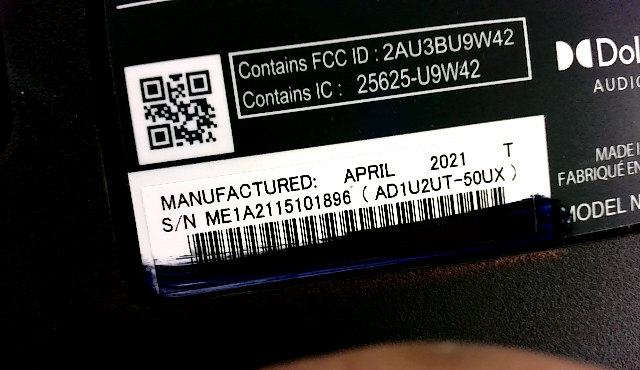 Contains FCC ID : 2AU3BU9W42
Contains IC : 25625-U9W42
AUDIO
MADE I
FABRIQUÉ EN
MODEL N
MANUFACTURED: APRIL 2021 T
S/N ME1A2115101896 ( AD1U2UT-50UX )